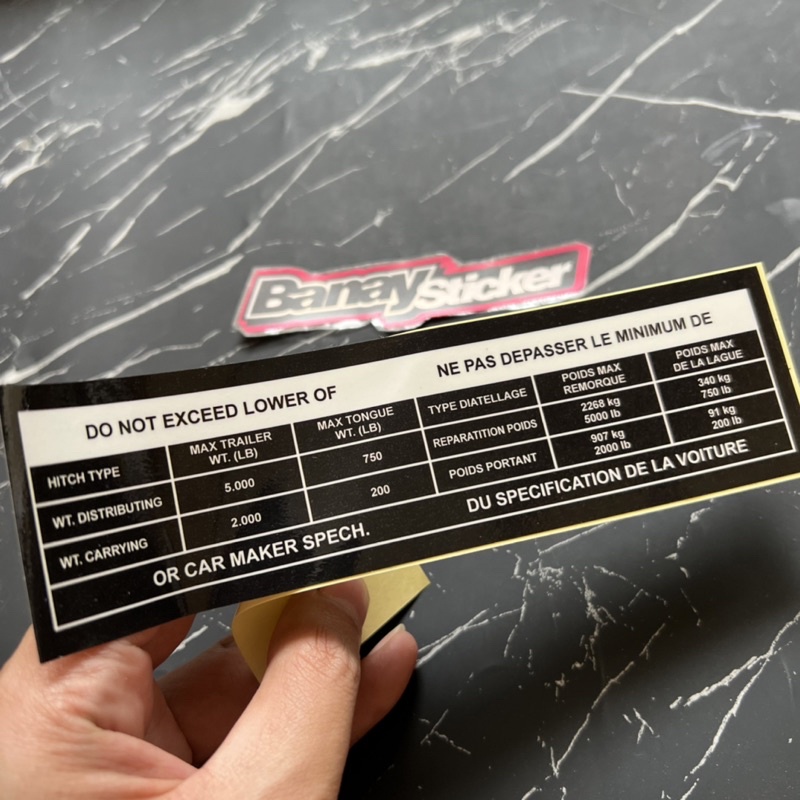 BanaySticker
DO NOT EXCEED LOWER OF NE PAS DEPASSER LE MINIMUM DE
HITCH TYPE MAX TRAILER WT. (LB) MAX TONGUE WT. (LB) TYPE DIATELLAGE POIDS MAX REMORQUE POIDS MAX DE LA LAGUE
WT. DISTRIBUTING 5.000 750 REPARATITION POIDS 2268 kg 5000 lb 340 kg 750 lb
WT. CARRYING 2.000 200 POIDS PORTANT 907 kg 2000 lb 91 kg 200 lb
OR CAR MAKER SPECH. DU SPECIFICATION DE LA VOITURE